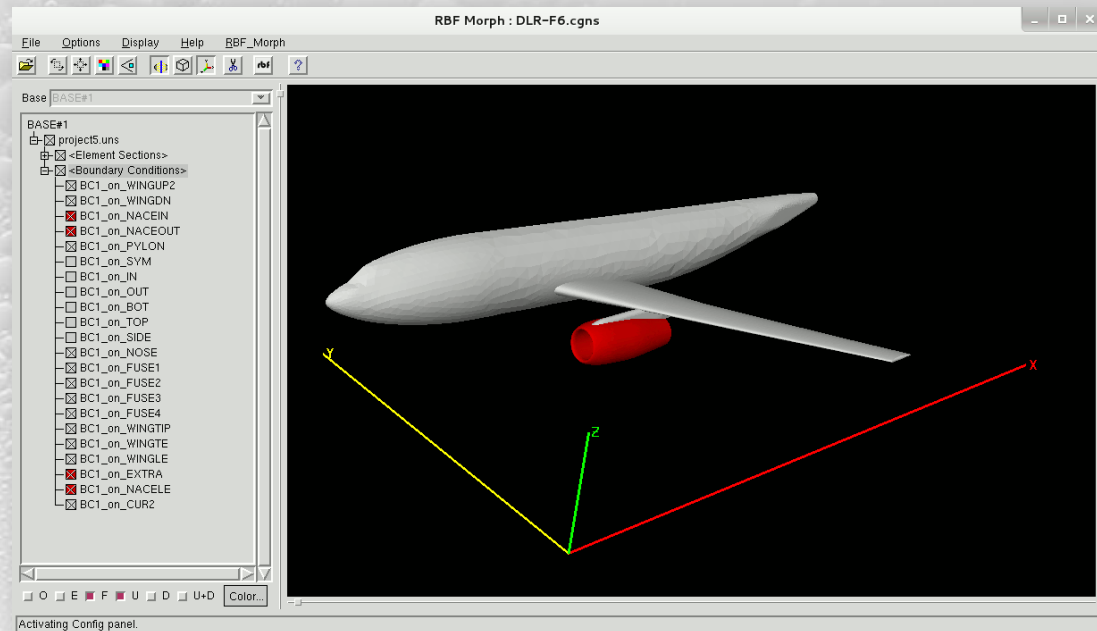 RBF Morph : DLR-F6.cgns
File Options Display Help RBF_Morph
rbf ?
Base BASE#1
BASE#1
project5.uns
<Element Sections>
<Boundary Conditions>
BC1_on_WINGUP2
BC1_on_WINGDN
BC1_on_NACEIN
BC1_on_NACEOUT
BC1_on_PYLON
BC1_on_SYM
BC1_on_IN
BC1_on_OUT
BC1_on_BOT
BC1_on_TOP
BC1_on_SIDE
BC1_on_NOSE
BC1_on_FUSE1
BC1_on_FUSE2
BC1_on_FUSE3
BC1_on_FUSE4
BC1_on_WINGTIP
BC1_on_WINGTE
BC1_on_WINGLE
BC1_on_EXTRA
BC1_on_NACELE
BC1_on_CUR2
Y
X
Z
O E F U D U+D Color...
Activating Config panel.